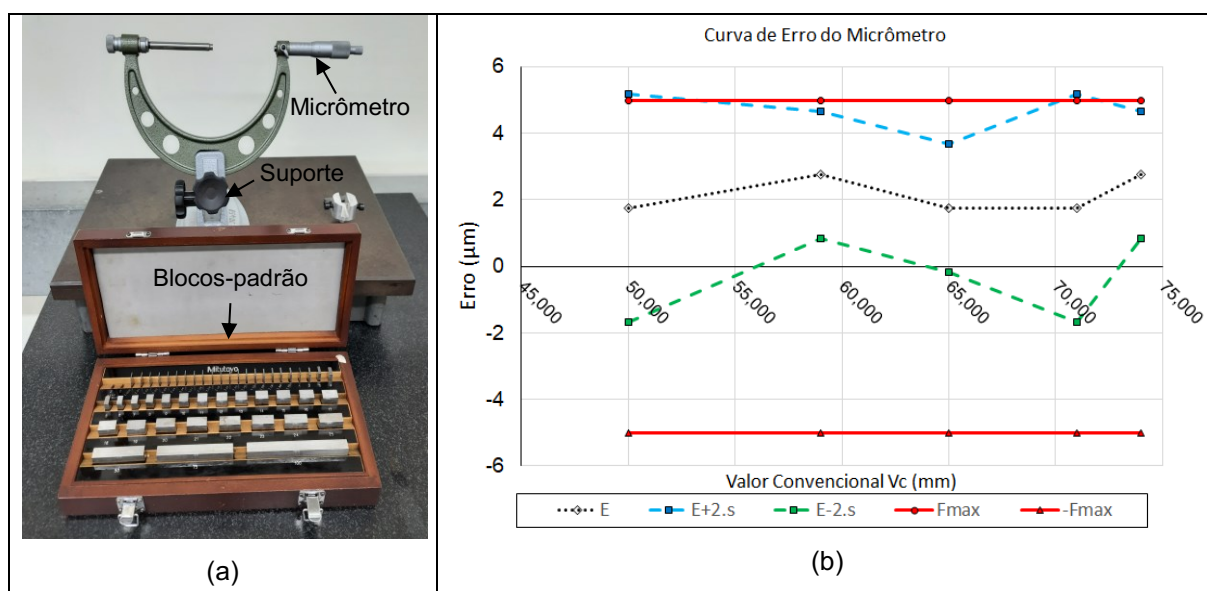 Micrômetro
Suporte
Blocos-padrão
Mitutoyo
(a)
Curva de Erro do Micrômetro
Erro (µm)
6
4
2
0
-2
-4
-6
45,000
50,000
55,000
60,000
65,000
70,000
75,000
Valor Convencional Vc (mm)
E E+2.s E-2.s Fmax -Fmax
(b)